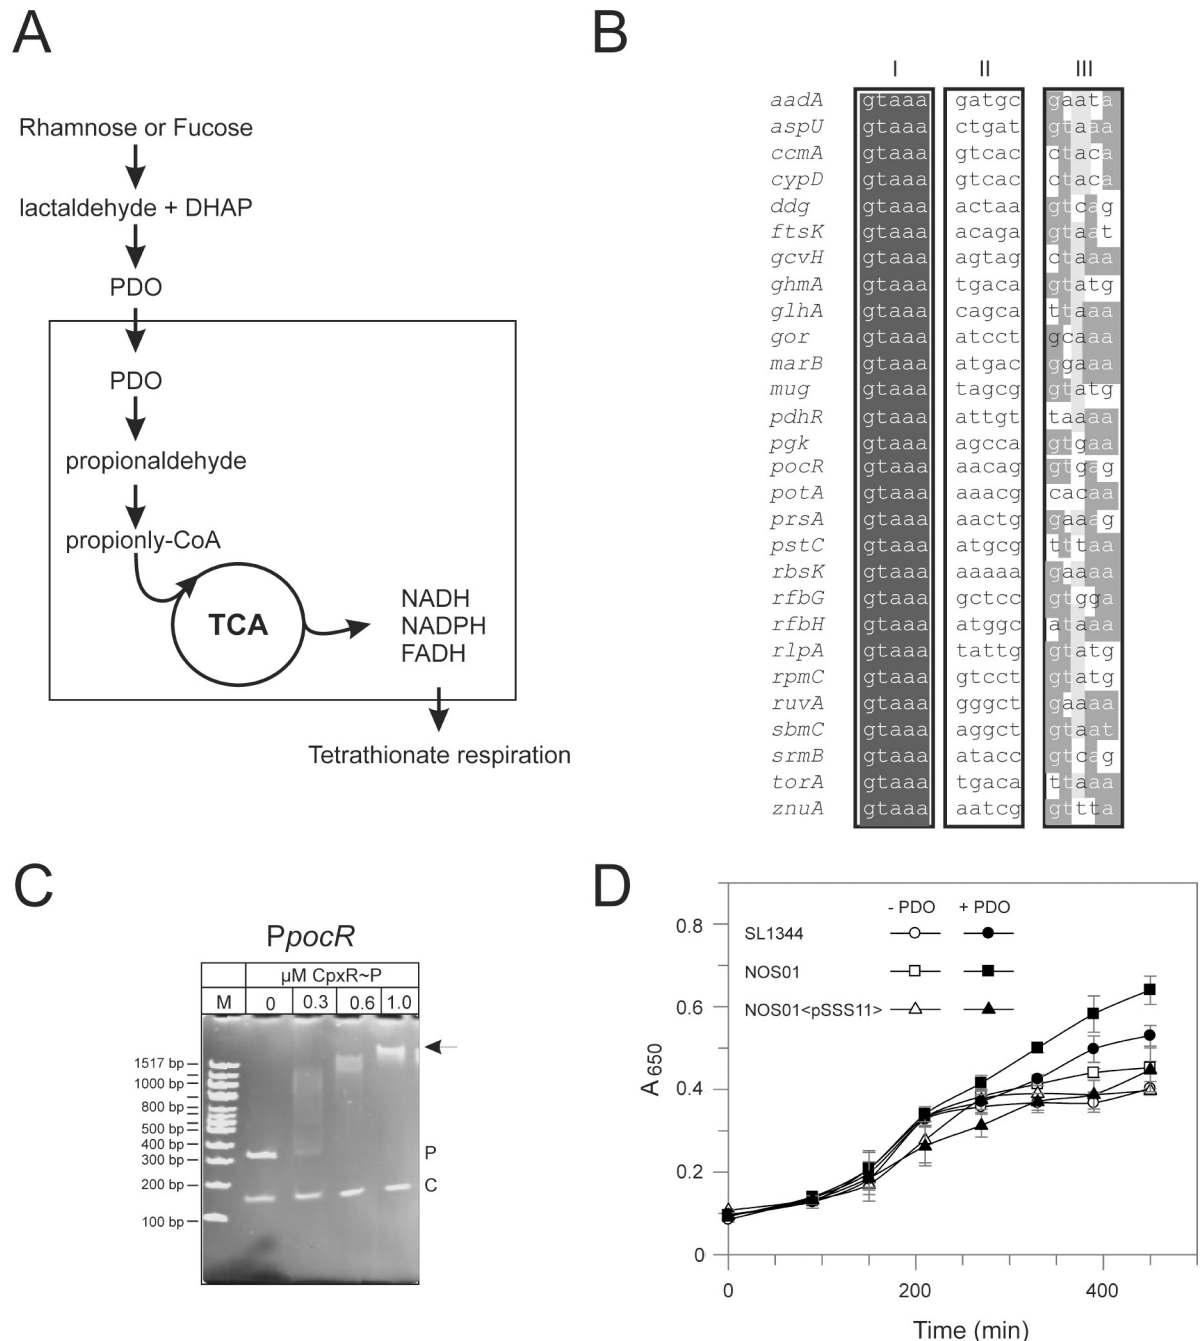 A
Rhamnose or Fucose
lactaldehyde + DHAP
PDO
PDO
propionaldehyde
propionly-CoA
TCA
NADH
NADPH
FADH
Tetrathionate respiration
B
I II III
aadA gtaaa gatgc gaata
aspU gtaaa ctgat gtaaa
ccmA gtaaa gtcac ctaca
cypD gtaaa gtcac ctaca
ddg gtaaa actaa gtcag
ftsK gtaaa acaga gtaat
gcvH gtaaa agtag ctaaa
ghmA gtaaa tgaca gtatg
glhA gtaaa cagca ttaaa
gor gtaaa atcct gcaaa
marB gtaaa atgac ggaaa
mug gtaaa tagcg gtatg
pdhR gtaaa attgt taaaa
pgk gtaaa agcca gtgaa
pocR gtaaa aacag gtgag
potA gtaaa aaacg cacaa
prsA gtaaa aactg gaaag
pstC gtaaa atgcg tttaa
rbsK gtaaa aaaaa gaaaa
rfbG gtaaa gctcc gtgga
rfbH gtaaa atggc ataaa
rlpA gtaaa tattg gtatg
rpmC gtaaa gtcct gtatg
ruvA gtaaa gggct gaaaa
sbmC gtaaa aggct gtaat
srmB gtaaa atacc gtcag
torA gtaaa tgaca ttaaa
znuA gtaaa aatcg gttta
C
PpocR
µM CpxR~P
M 0 0.3 0.6 1.0
1517 bp
1000 bp
800 bp
500 bp
400 bp
300 bp
200 bp
100 bp
P
C
D
- PDO + PDO
SL1344
NOS01
NOS01<pSSS11>
0.8
0.6
0.4
0.2
0
A650
0 200 400
Time (min)